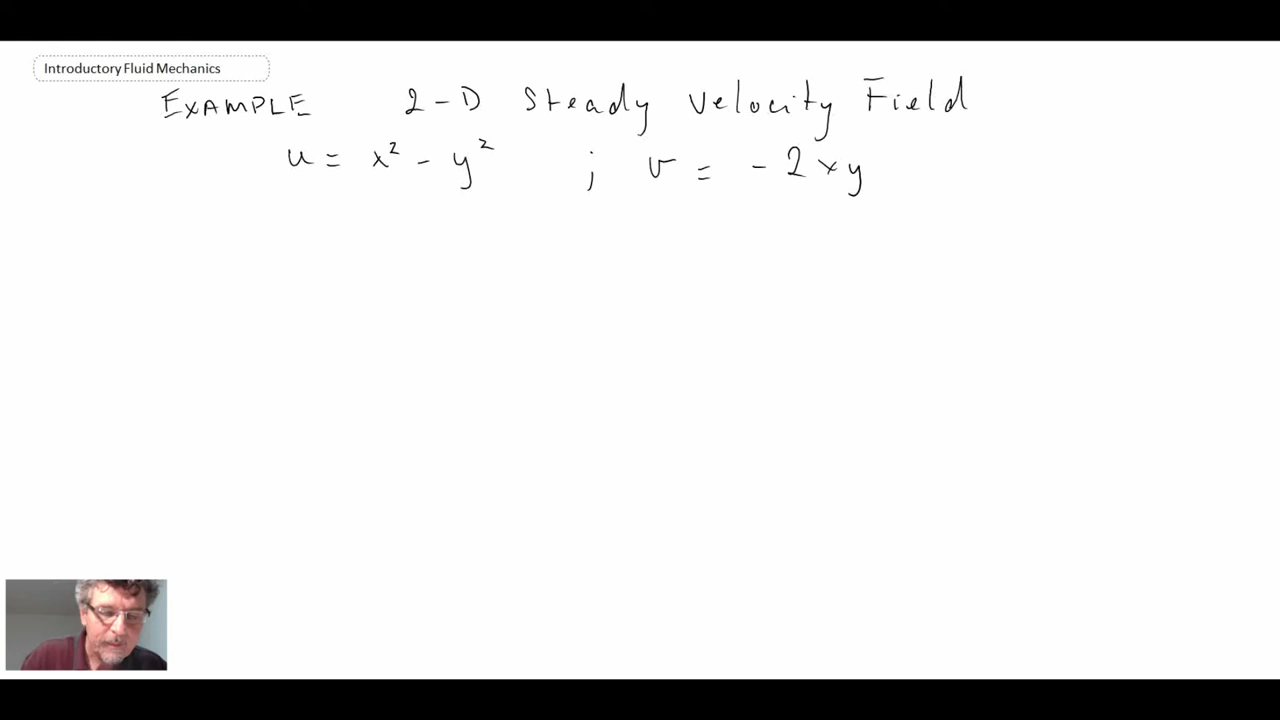 Introductory Fluid Mechanics
EXAMPLE 2-D Steady Velocity Field
u = x² - y² ; v = -2xy